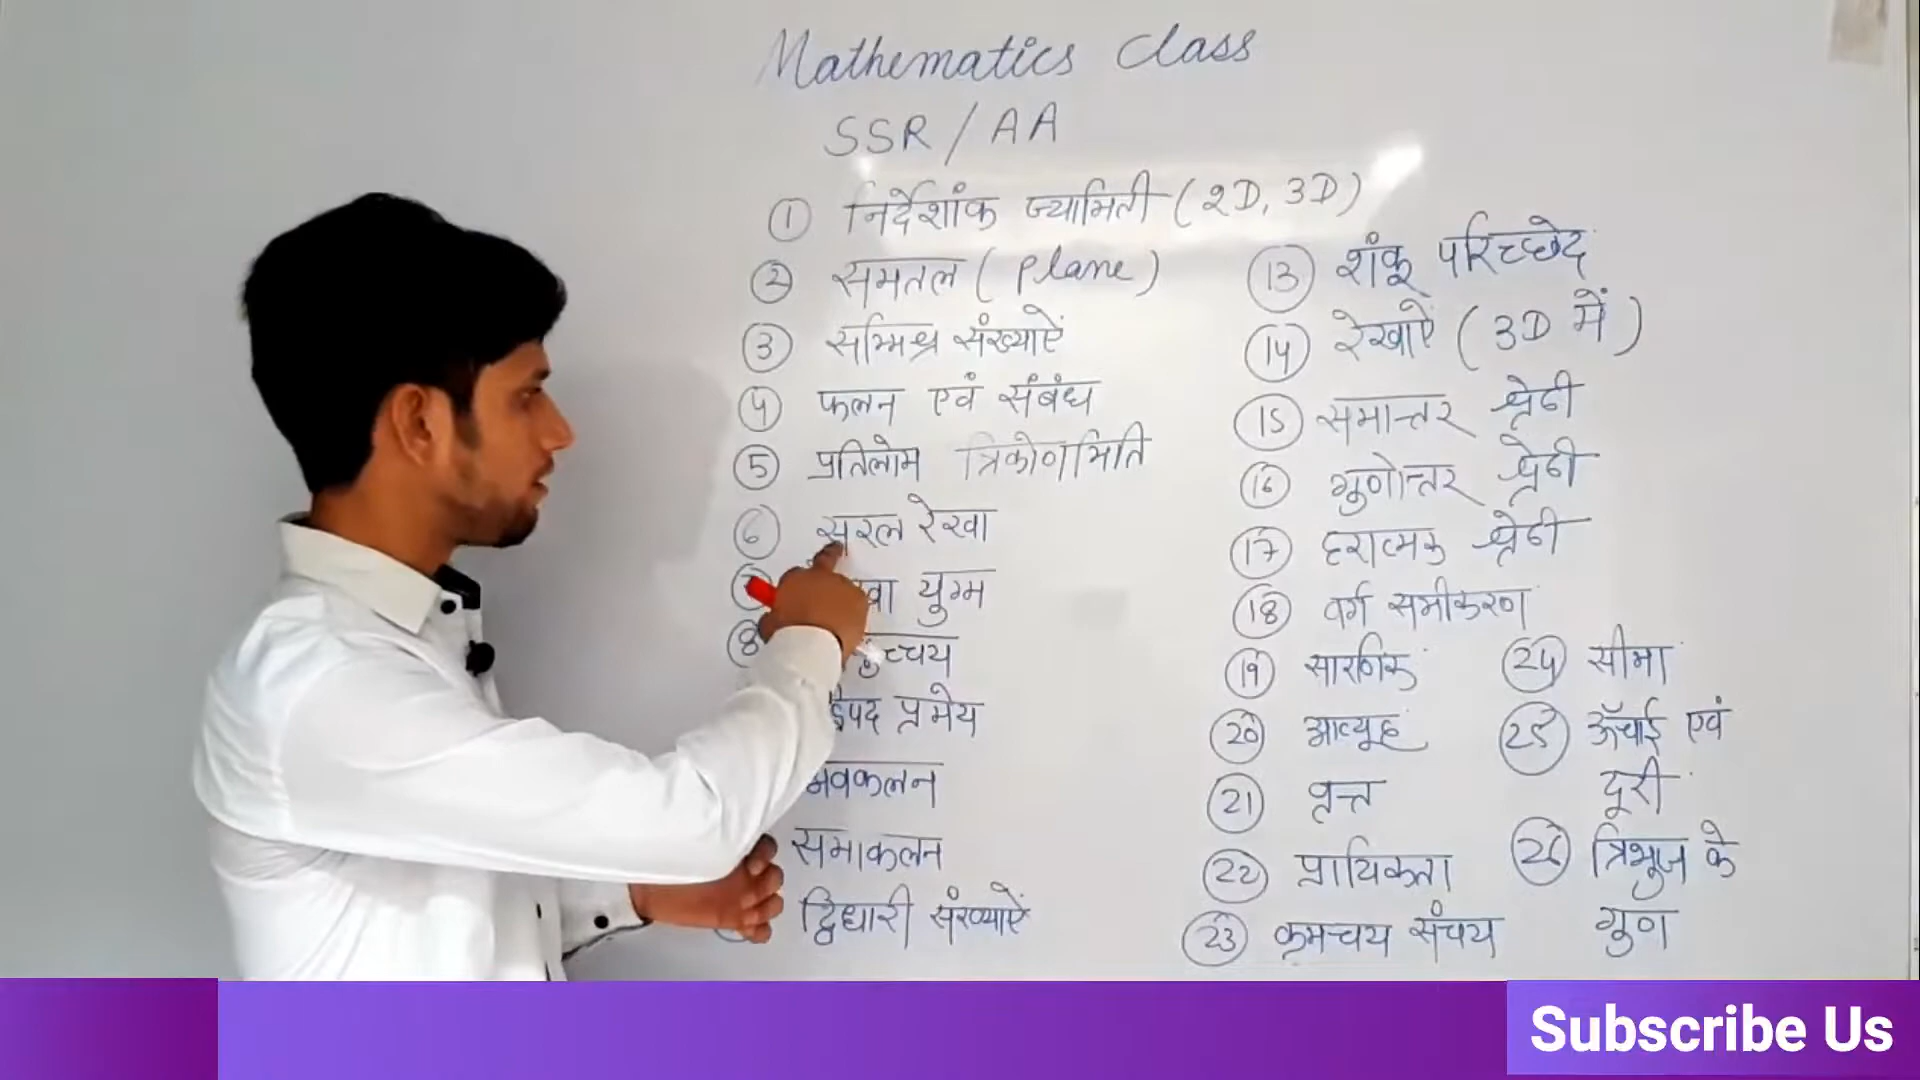 Mathematics Class
SSR / AA
① निर्देशांक ज्यामिती ( 2D, 3D )
② समतल ( Plane )
③ सम्मिश्र संख्याऐं
④ फलन एवं संबंध
⑤ प्रतिलोम त्रिकोणमिति
⑥ सरल रेखा
युग्म
⑧
प्रमेय
अवकलन
समाकलन
द्विधारी संख्याऐं
⑬ शंकू परिच्छेद
⑭ रेखाऐं ( 3D में )
⑮ समान्तर श्रेढी
⑯ गुणोत्तर श्रेढी
⑰ हरात्मक श्रेढी
⑱ वर्ग समीकरण
⑲ सारणिक
⑳ आव्यूह
㉑ वृत्त
㉒ प्रायिकता
㉓ क्रमचय संचय
㉔ सीमा
㉕ ऊँचाई एवं
दूरी
㉖ त्रिभुज के
गुण
Subscribe Us